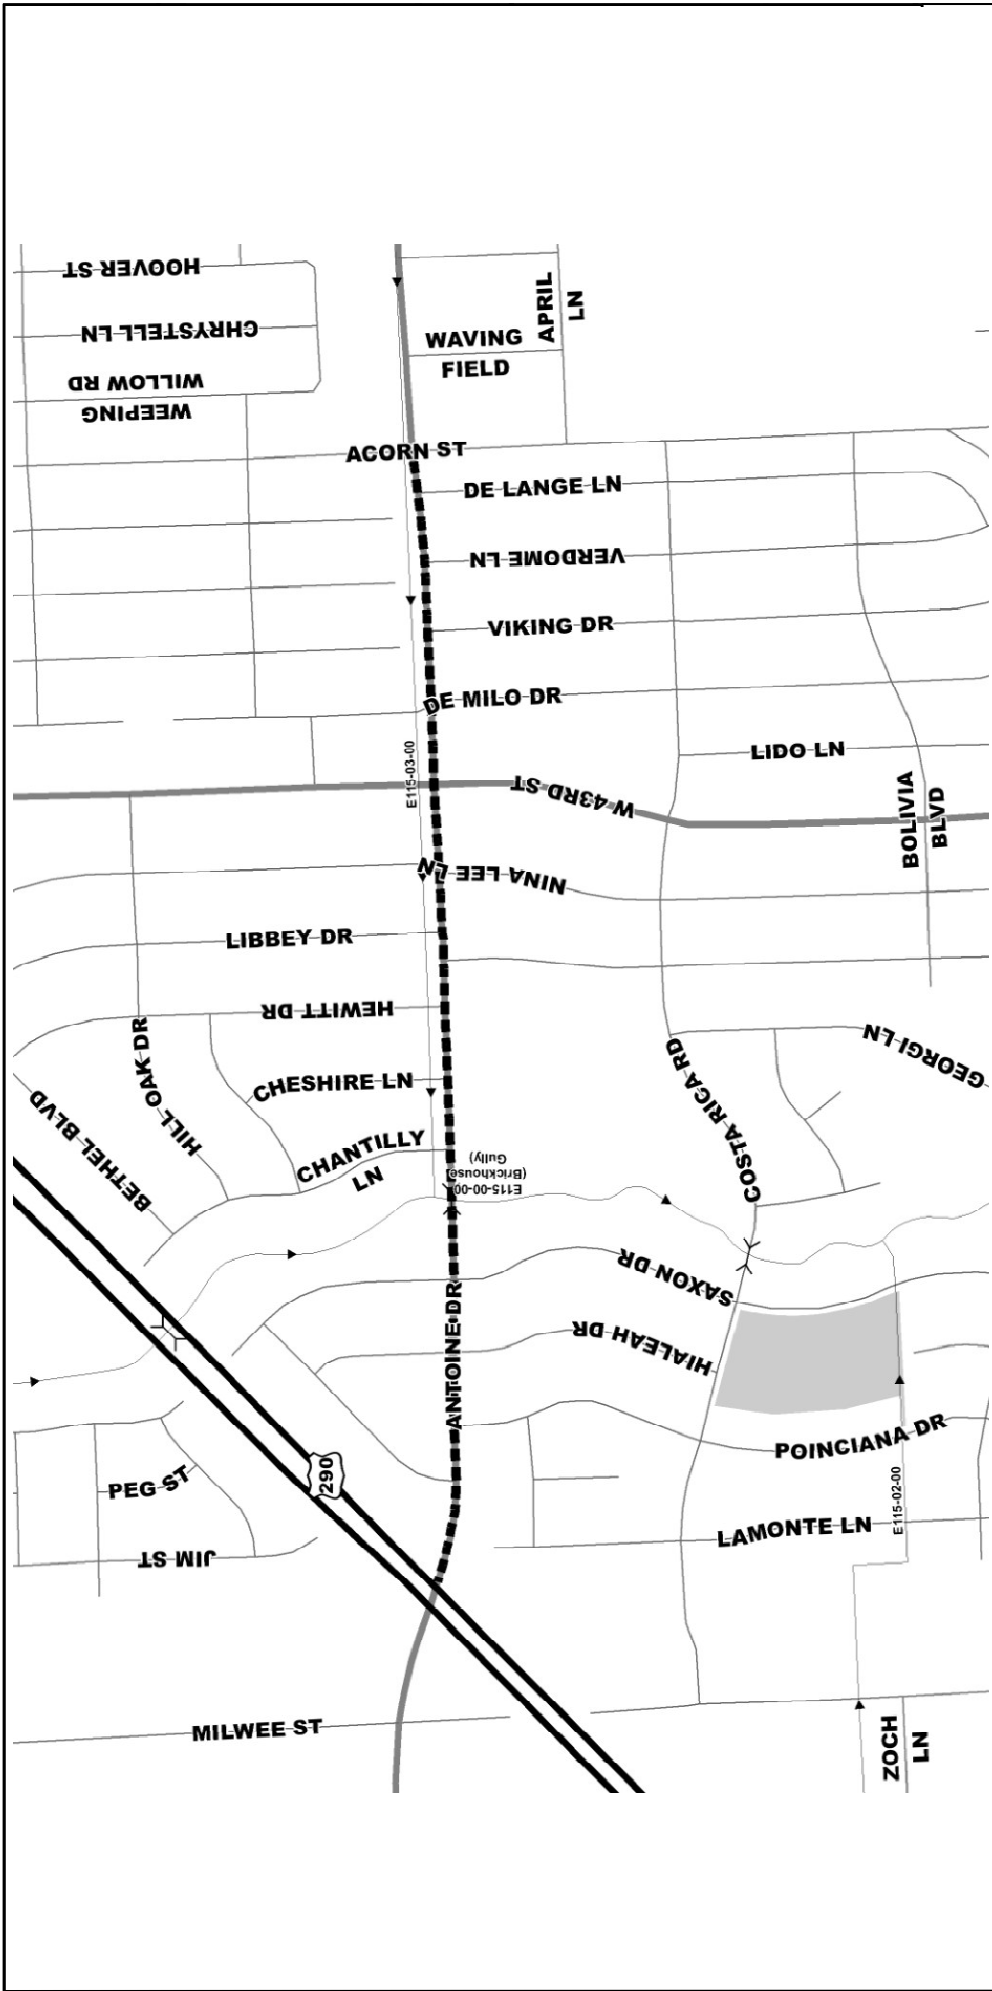 HOOVER ST
CHRYSTELL LN
WEEPING
WILLOW RD
WAVING
FIELD
APRIL
LN
ACORN ST
DE LANGE LN
VERDOME LN
VIKING DR
DE MILO DR
LIDO LN
E115-03-00
W 43RD ST
BOLIVIA
BLVD
NINA LEE LN
LIBBEY DR
HEWITT DR
HILL OAK DR
GEORGI LN
COSTA RICA RD
CHESHIRE LN
BETHEL BLVD
CHANTILLY
LN
E115-00-00
(Brickhouse
Gully)
SAXON DR
HIALEAH DR
ANTOINE DR
POINCIANA DR
290
PEG ST
E115-02-00
LAMONTE LN
JIM ST
MILWEE ST
ZOCH
LN